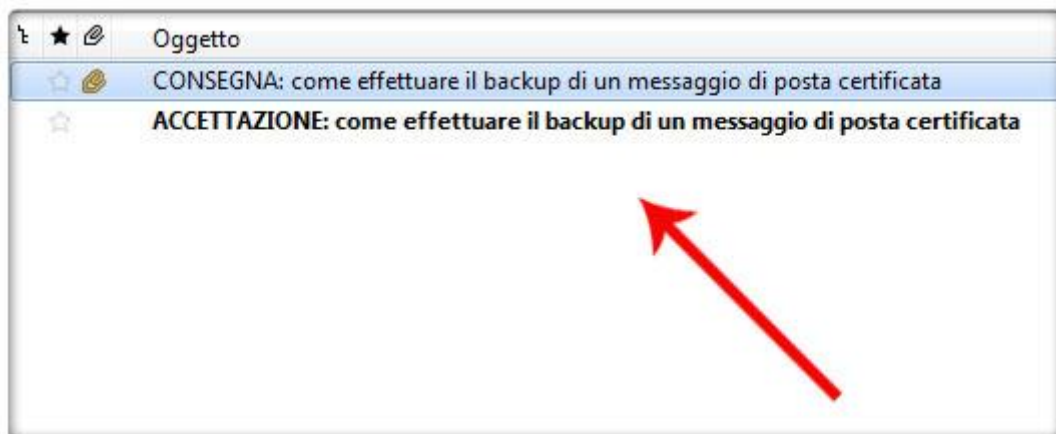 Oggetto
CONSEGNA: come effettuare il backup di un messaggio di posta certificata
ACCETTAZIONE: come effettuare il backup di un messaggio di posta certificata